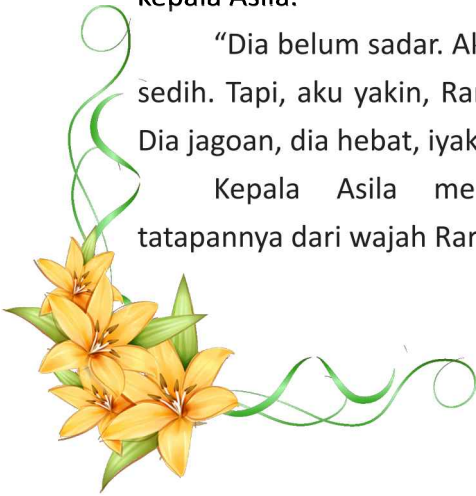 kepala Asila.
“Dia belum sadar. Ak
sedih. Tapi, aku yakin, Ra
Dia jagoan, dia hebat, iyak
Kepala Asila me
tatapannya dari wajah Rar